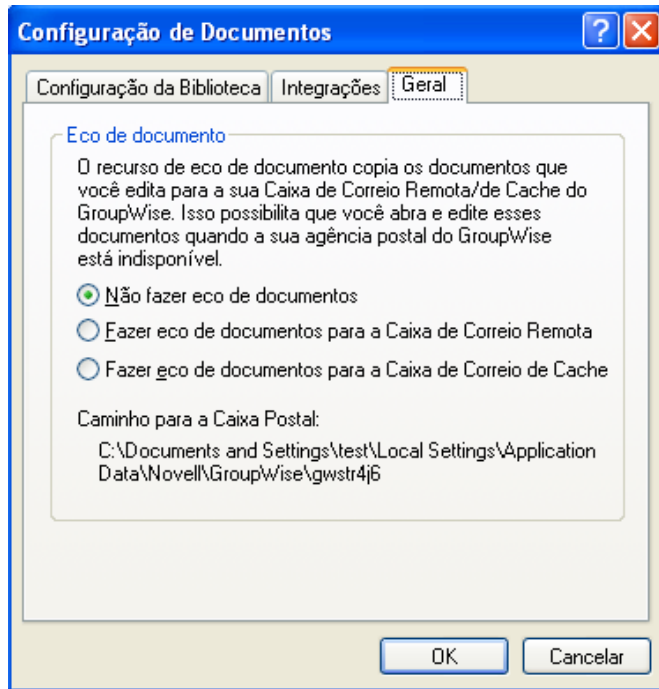 Configuração de Documentos
Configuração da Biblioteca Integrações Geral
Eco de documento
O recurso de eco de documento copia os documentos que
você edita para a sua Caixa de Correio Remota/de Cache do
GroupWise. Isso possibilita que você abra e edite esses
documentos quando a sua agência postal do GroupWise
está indisponível.
Não fazer eco de documentos
Fazer eco de documentos para a Caixa de Correio Remota
Fazer eco de documentos para a Caixa de Correio de Cache
Caminho para a Caixa Postal:
C:\Documents and Settings\test\Local Settings\Application
Data\Novell\GroupWise\gwstr4j6
OK Cancelar